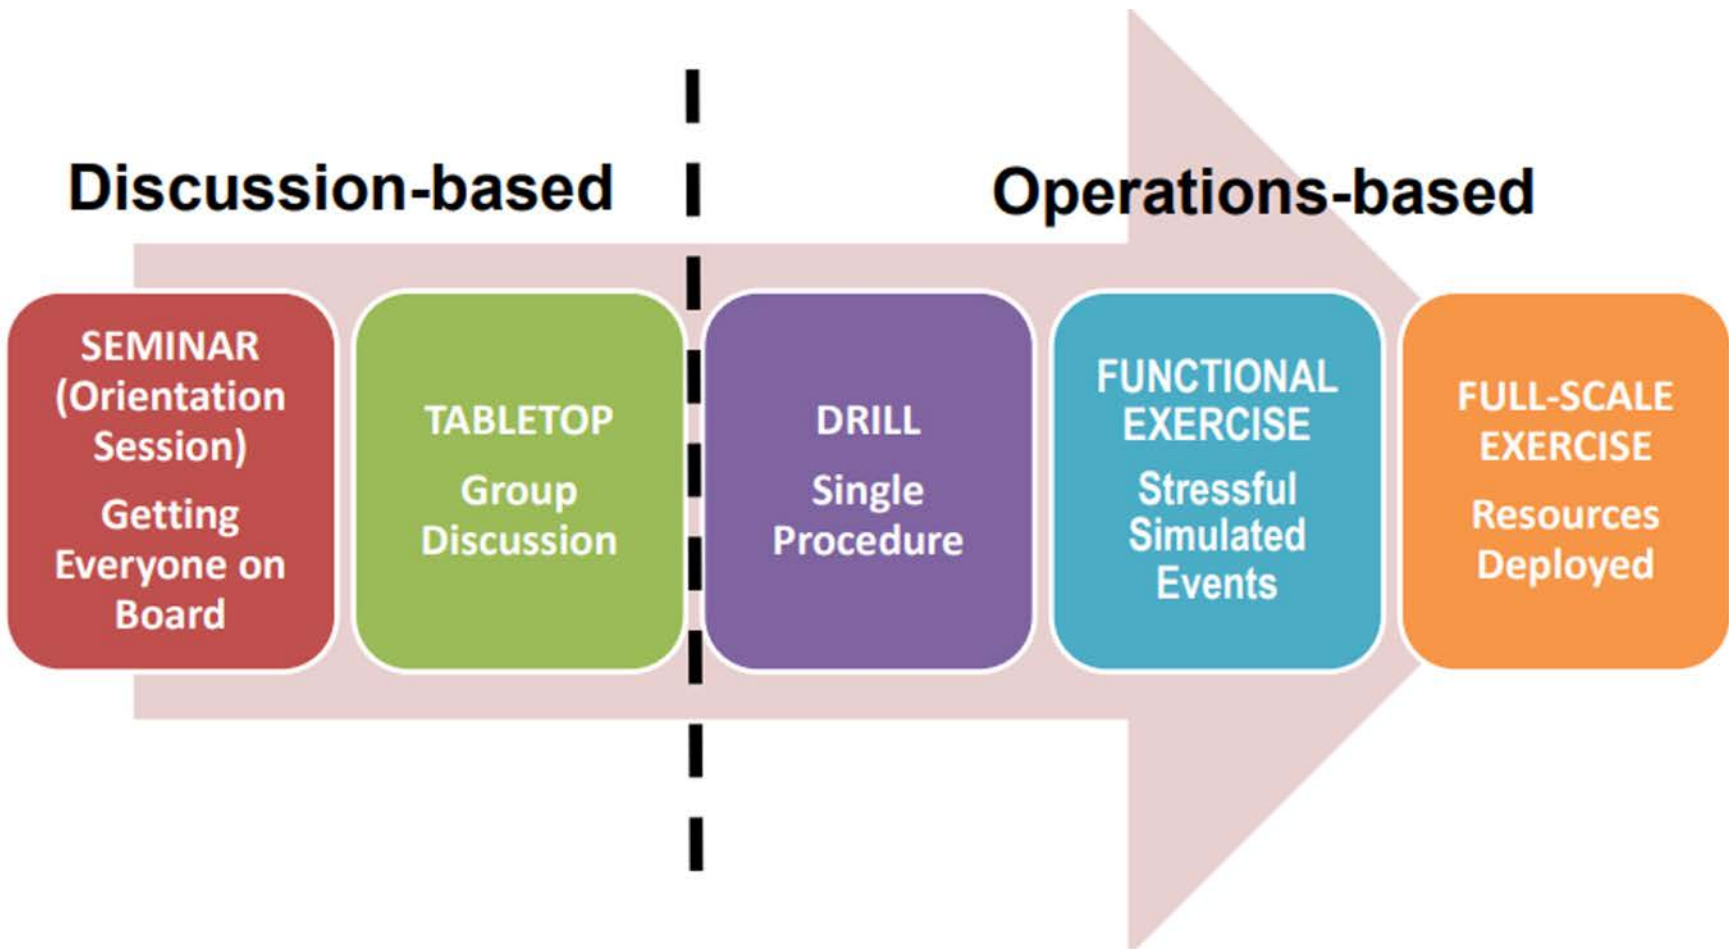 Discussion-based
Operations-based
SEMINAR
(Orientation
Session)
Getting
Everyone on
Board
TABLETOP
Group
Discussion
DRILL
Single
Procedure
FUNCTIONAL
EXERCISE
Stressful
Simulated
Events
FULL-SCALE
EXERCISE
Resources
Deployed